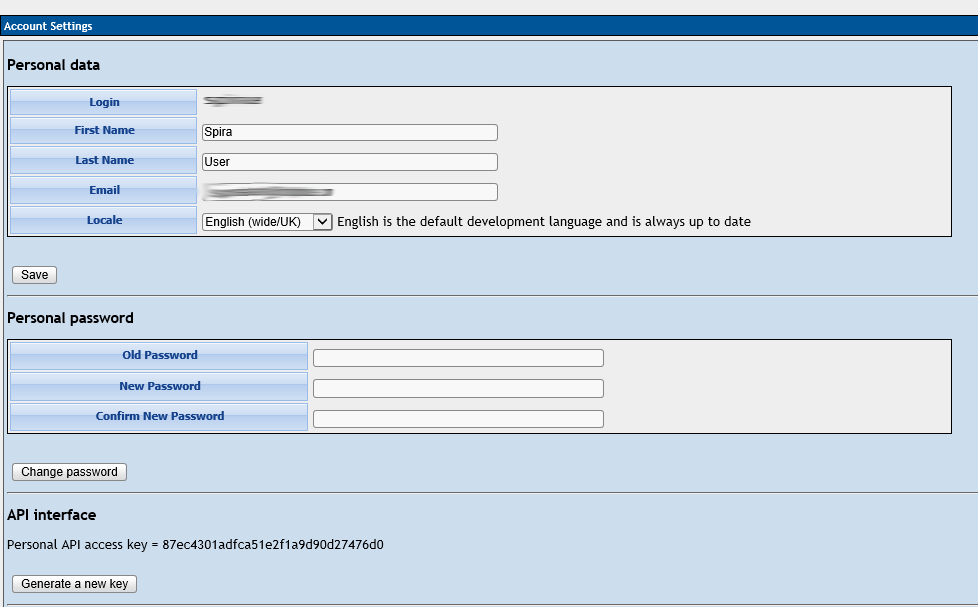 Account Settings
Personal data
Login
First Name Spira
Last Name User
Email
Locale English (wide/UK) English is the default development language and is always up to date
Save
Personal password
Old Password
New Password
Confirm New Password
Change password
API interface
Personal API access key = 87ec4301adfca51e2f1a9d90d27476d0
Generate a new key